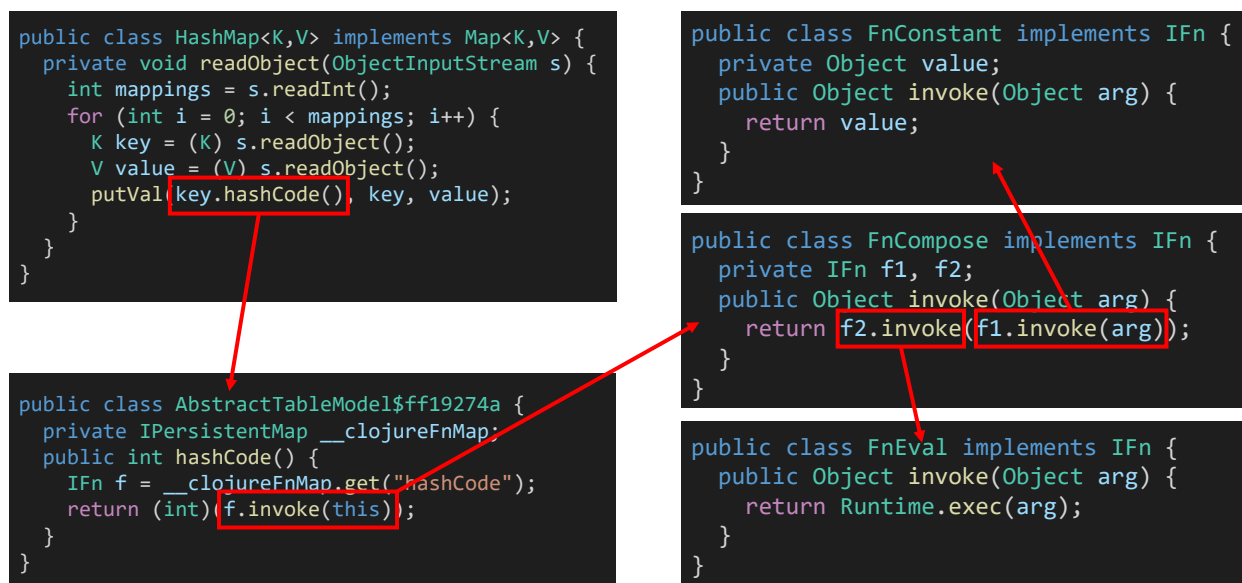 public class HashMap<K,V> implements Map<K,V> {
  private void readObject(ObjectInputStream s) {
    int mappings = s.readInt();
    for (int i = 0; i < mappings; i++) {
      K key = (K) s.readObject();
      V value = (V) s.readObject();
      putVal(key.hashCode(), key, value);
    }
  }
}
public class AbstractTableModel$ff19274a {
  private IPersistentMap __clojureFnMap;
  public int hashCode() {
    IFn f = __clojureFnMap.get("hashCode");
    return (int)(f.invoke(this));
  }
}
public class FnConstant implements IFn {
  private Object value;
  public Object invoke(Object arg) {
    return value;
  }
}
public class FnCompose implements IFn {
  private IFn f1, f2;
  public Object invoke(Object arg) {
    return f2.invoke(f1.invoke(arg));
  }
}
public class FnEval implements IFn {
  public Object invoke(Object arg) {
    return Runtime.exec(arg);
  }
}